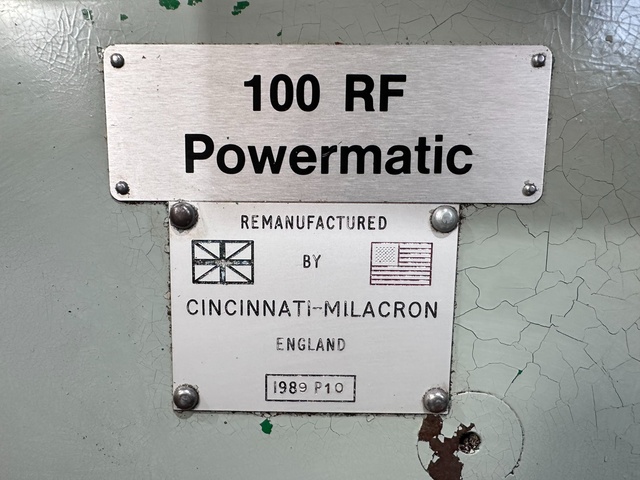 100 RF
Powermatic
REMANUFACTURED
BY
CINCINNATI-MILACRON
ENGLAND
1989 P10